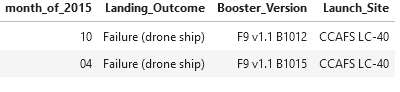 month_of_2015 Landing_Outcome Booster_Version Launch_Site
10 Failure (drone ship) F9 v1.1 B1012 CCAFS LC-40
04 Failure (drone ship) F9 v1.1 B1015 CCAFS LC-40